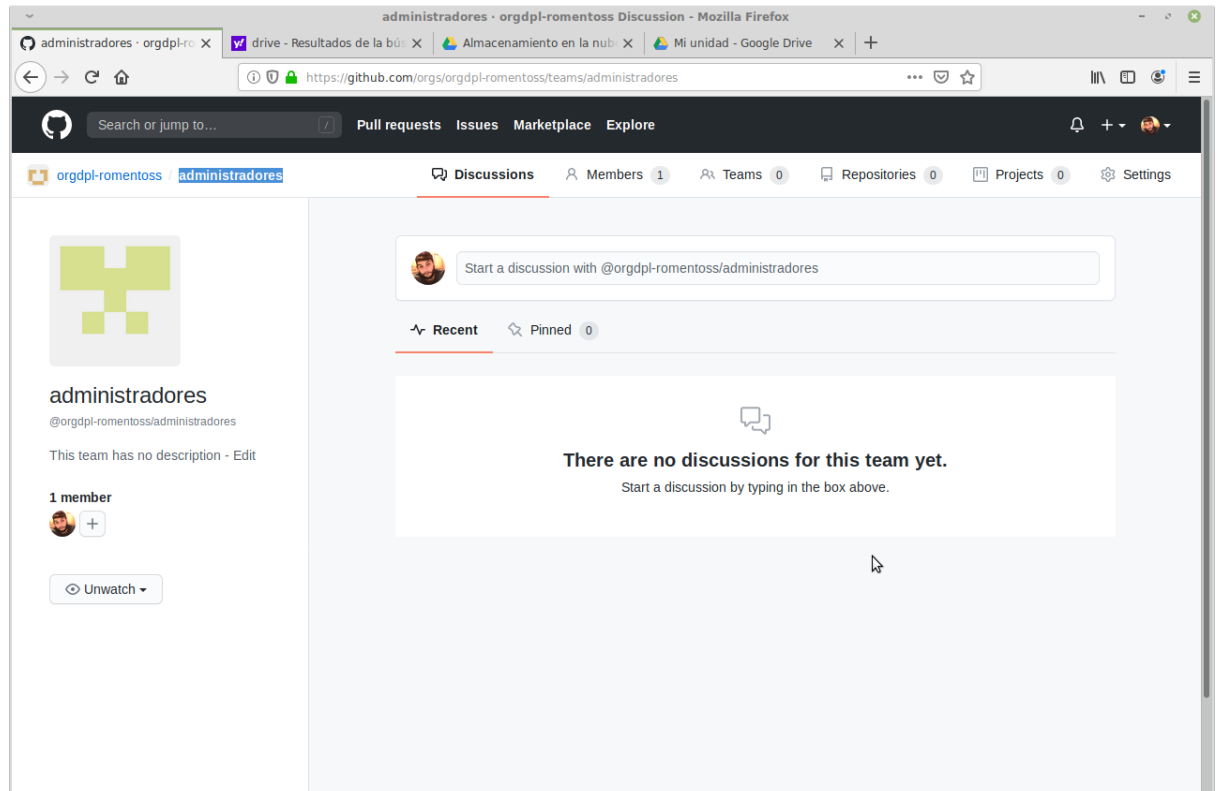 administradores · orgdpl-romentoss Discussion - Mozilla Firefox
administradores · orgdpl-ro
drive - Resultados de la bús
Almacenamiento en la nube
Mi unidad - Google Drive
https://github.com/orgs/orgdpl-romentoss/teams/administradores
Search or jump to…
/
Pull requests Issues Marketplace Explore
orgdpl-romentoss / administradores
Discussions Members 1 Teams 0 Repositories 0 Projects 0 Settings
Start a discussion with @orgdpl-romentoss/administradores
Recent Pinned 0
administradores
@orgdpl-romentoss/administradores
This team has no description - Edit
1 member
Unwatch
There are no discussions for this team yet.
Start a discussion by typing in the box above.